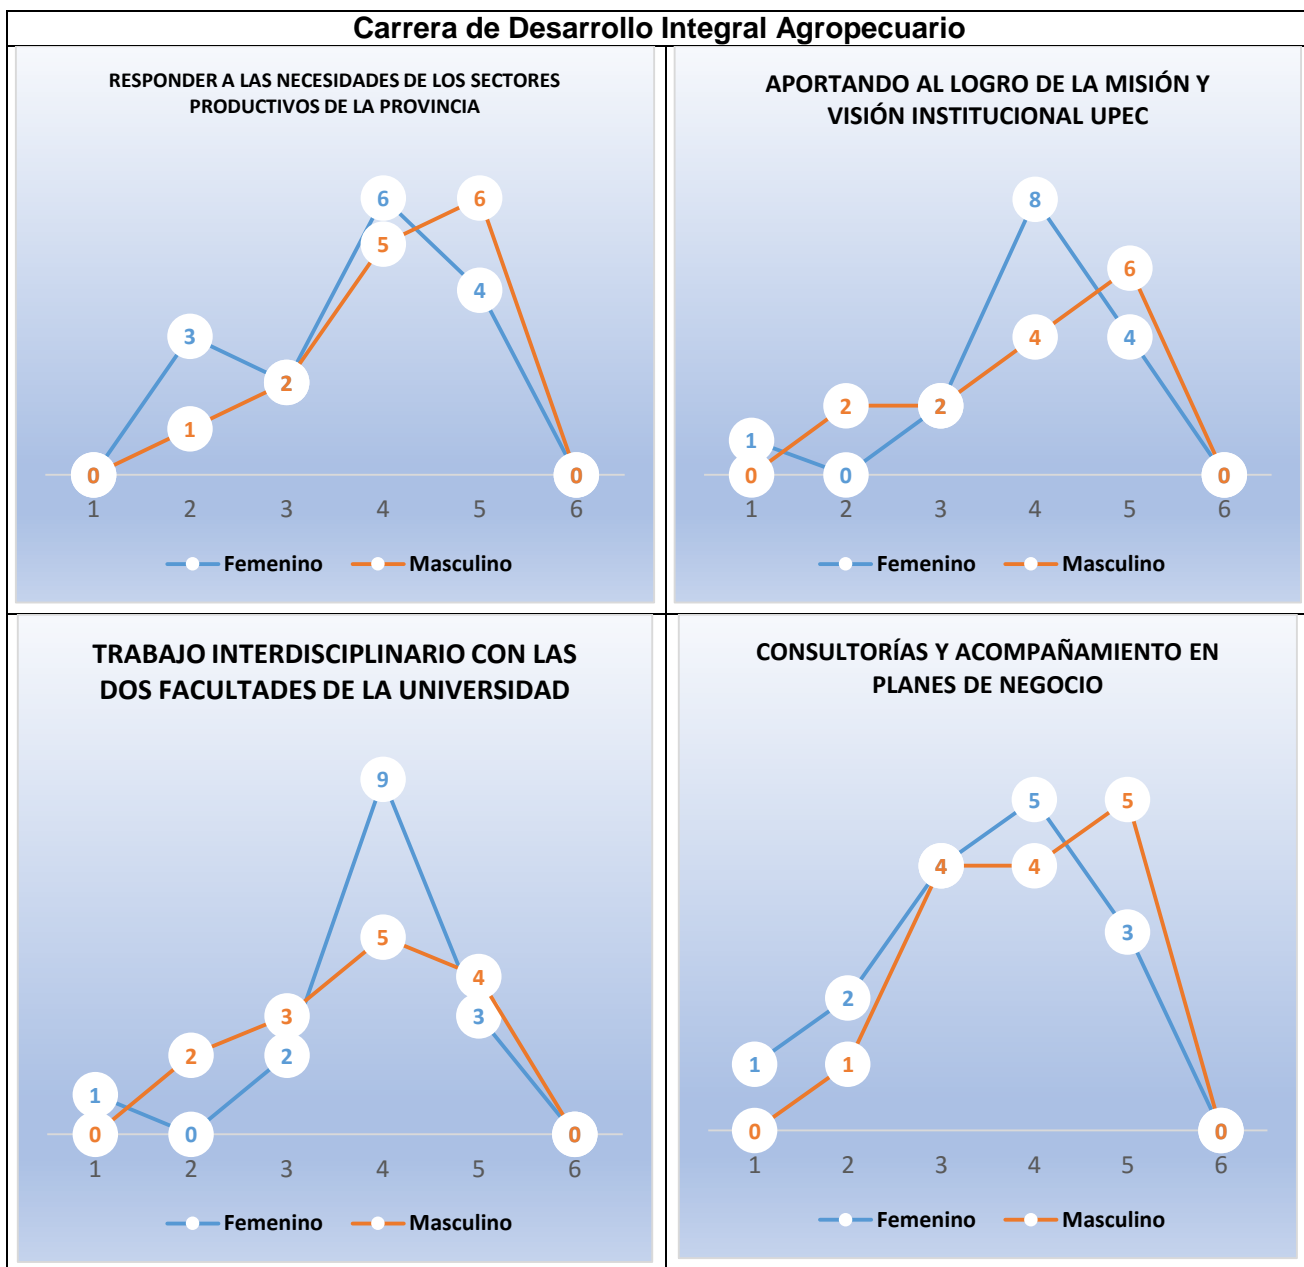 Carrera de Desarrollo Integral Agropecuario
RESPONDER A LAS NECESIDADES DE LOS SECTORES
PRODUCTIVOS DE LA PROVINCIA
6
6
5
4
3
2
1
0
0
1 2 3 4 5 6
Femenino Masculino
APORTANDO AL LOGRO DE LA MISIÓN Y
VISIÓN INSTITUCIONAL UPEC
8
6
4
4
2
2
1
0
0
0
1 2 3 4 5 6
Femenino Masculino
TRABAJO INTERDISCIPLINARIO CON LAS
DOS FACULTADES DE LA UNIVERSIDAD
9
5
4
3
3
2
2
1
0
0
0
1 2 3 4 5 6
Femenino Masculino
CONSULTORÍAS Y ACOMPAÑAMIENTO EN
PLANES DE NEGOCIO
5
5
4
4
3
2
1
1
0
0
1 2 3 4 5 6
Femenino Masculino